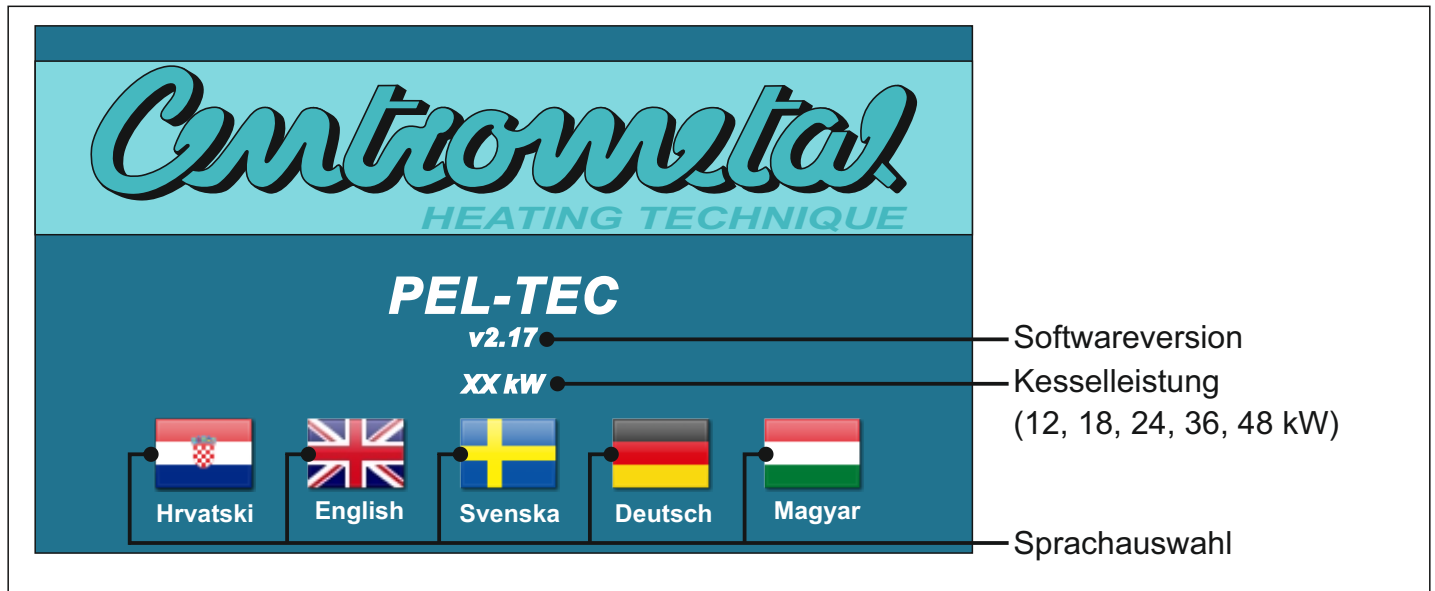 Centrometal
HEATING TECHNIQUE
PEL-TEC
v2.17
Softwareversion
XX kW
Kesselleistung
(12, 18, 24, 36, 48 kW)
Hrvatski
English
Svenska
Deutsch
Magyar
Sprachauswahl